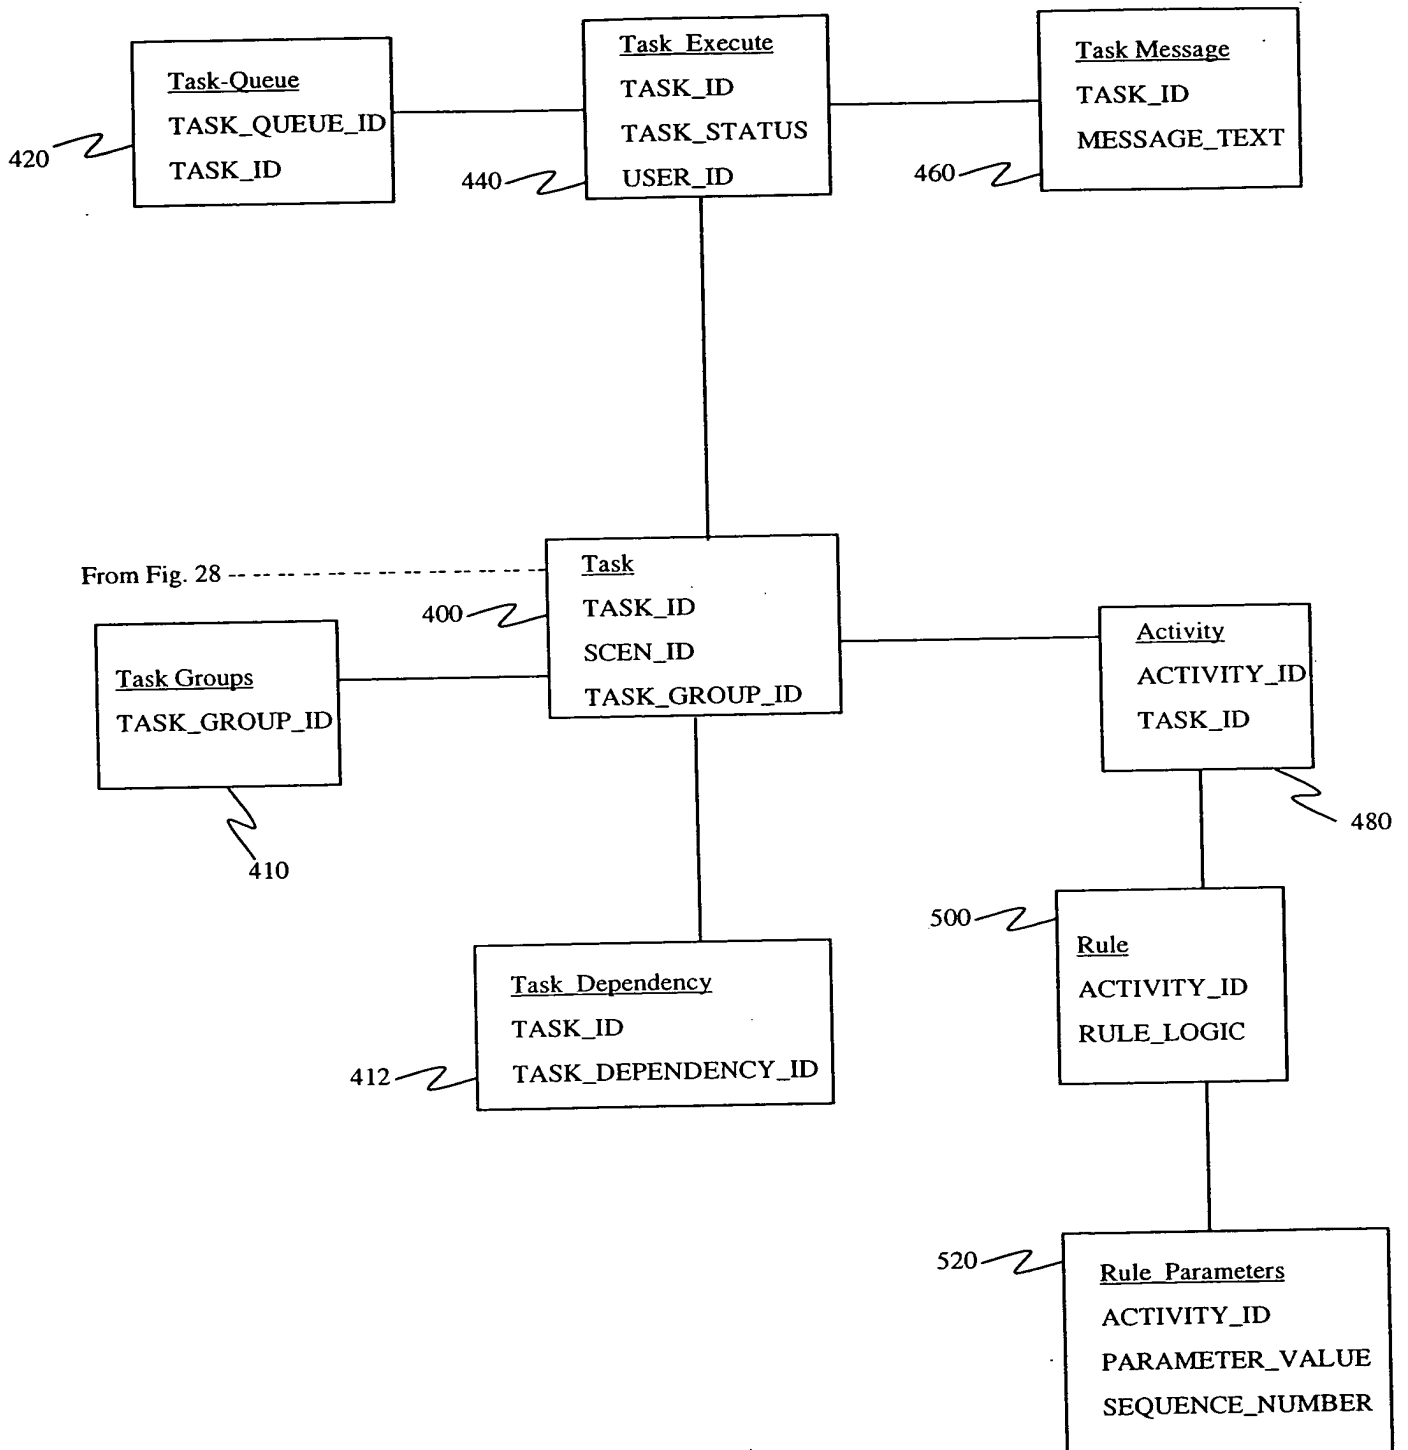 Task-Queue
TASK_QUEUE_ID
TASK_ID
420
Task_Execute
TASK_ID
TASK_STATUS
USER_ID
440
Task Message
TASK_ID
MESSAGE_TEXT
460
From Fig. 28
Task
TASK_ID
SCEN_ID
TASK_GROUP_ID
400
Task Groups
TASK_GROUP_ID
410
Activity
ACTIVITY_ID
TASK_ID
480
Task_Dependency
TASK_ID
TASK_DEPENDENCY_ID
412
500
Rule
ACTIVITY_ID
RULE_LOGIC
520
Rule_Parameters
ACTIVITY_ID
PARAMETER_VALUE
SEQUENCE_NUMBER